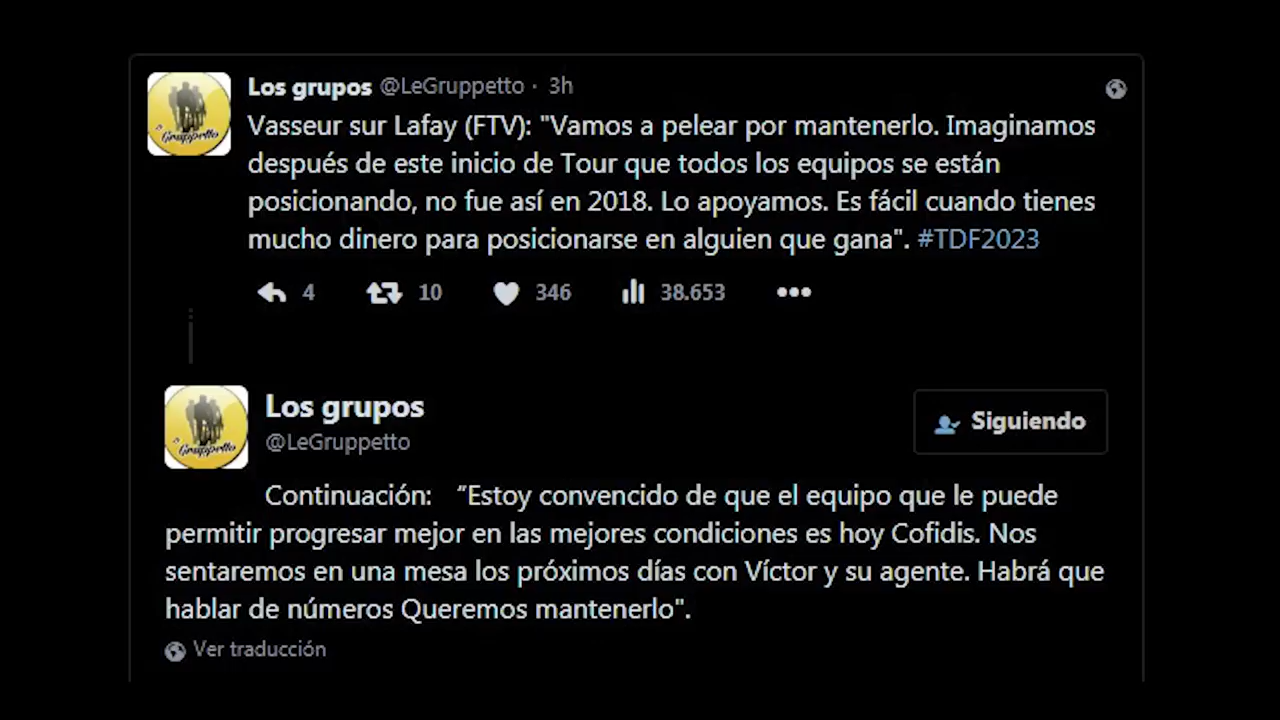 Los grupos @LeGruppetto · 3h
Vasseur sur Lafay (FTV): "Vamos a pelear por mantenerlo. Imaginamos
después de este inicio de Tour que todos los equipos se están
posicionando, no fue así en 2018. Lo apoyamos. Es fácil cuando tienes
mucho dinero para posicionarse en alguien que gana". #TDF2023
4 10 346 38.653
Gruppetto
Los grupos
@LeGruppetto
Siguiendo
Gruppetto
Continuación: “Estoy convencido de que el equipo que le puede
permitir progresar mejor en las mejores condiciones es hoy Cofidis. Nos
sentaremos en una mesa los próximos días con Víctor y su agente. Habrá que
hablar de números Queremos mantenerlo".
Ver traducción